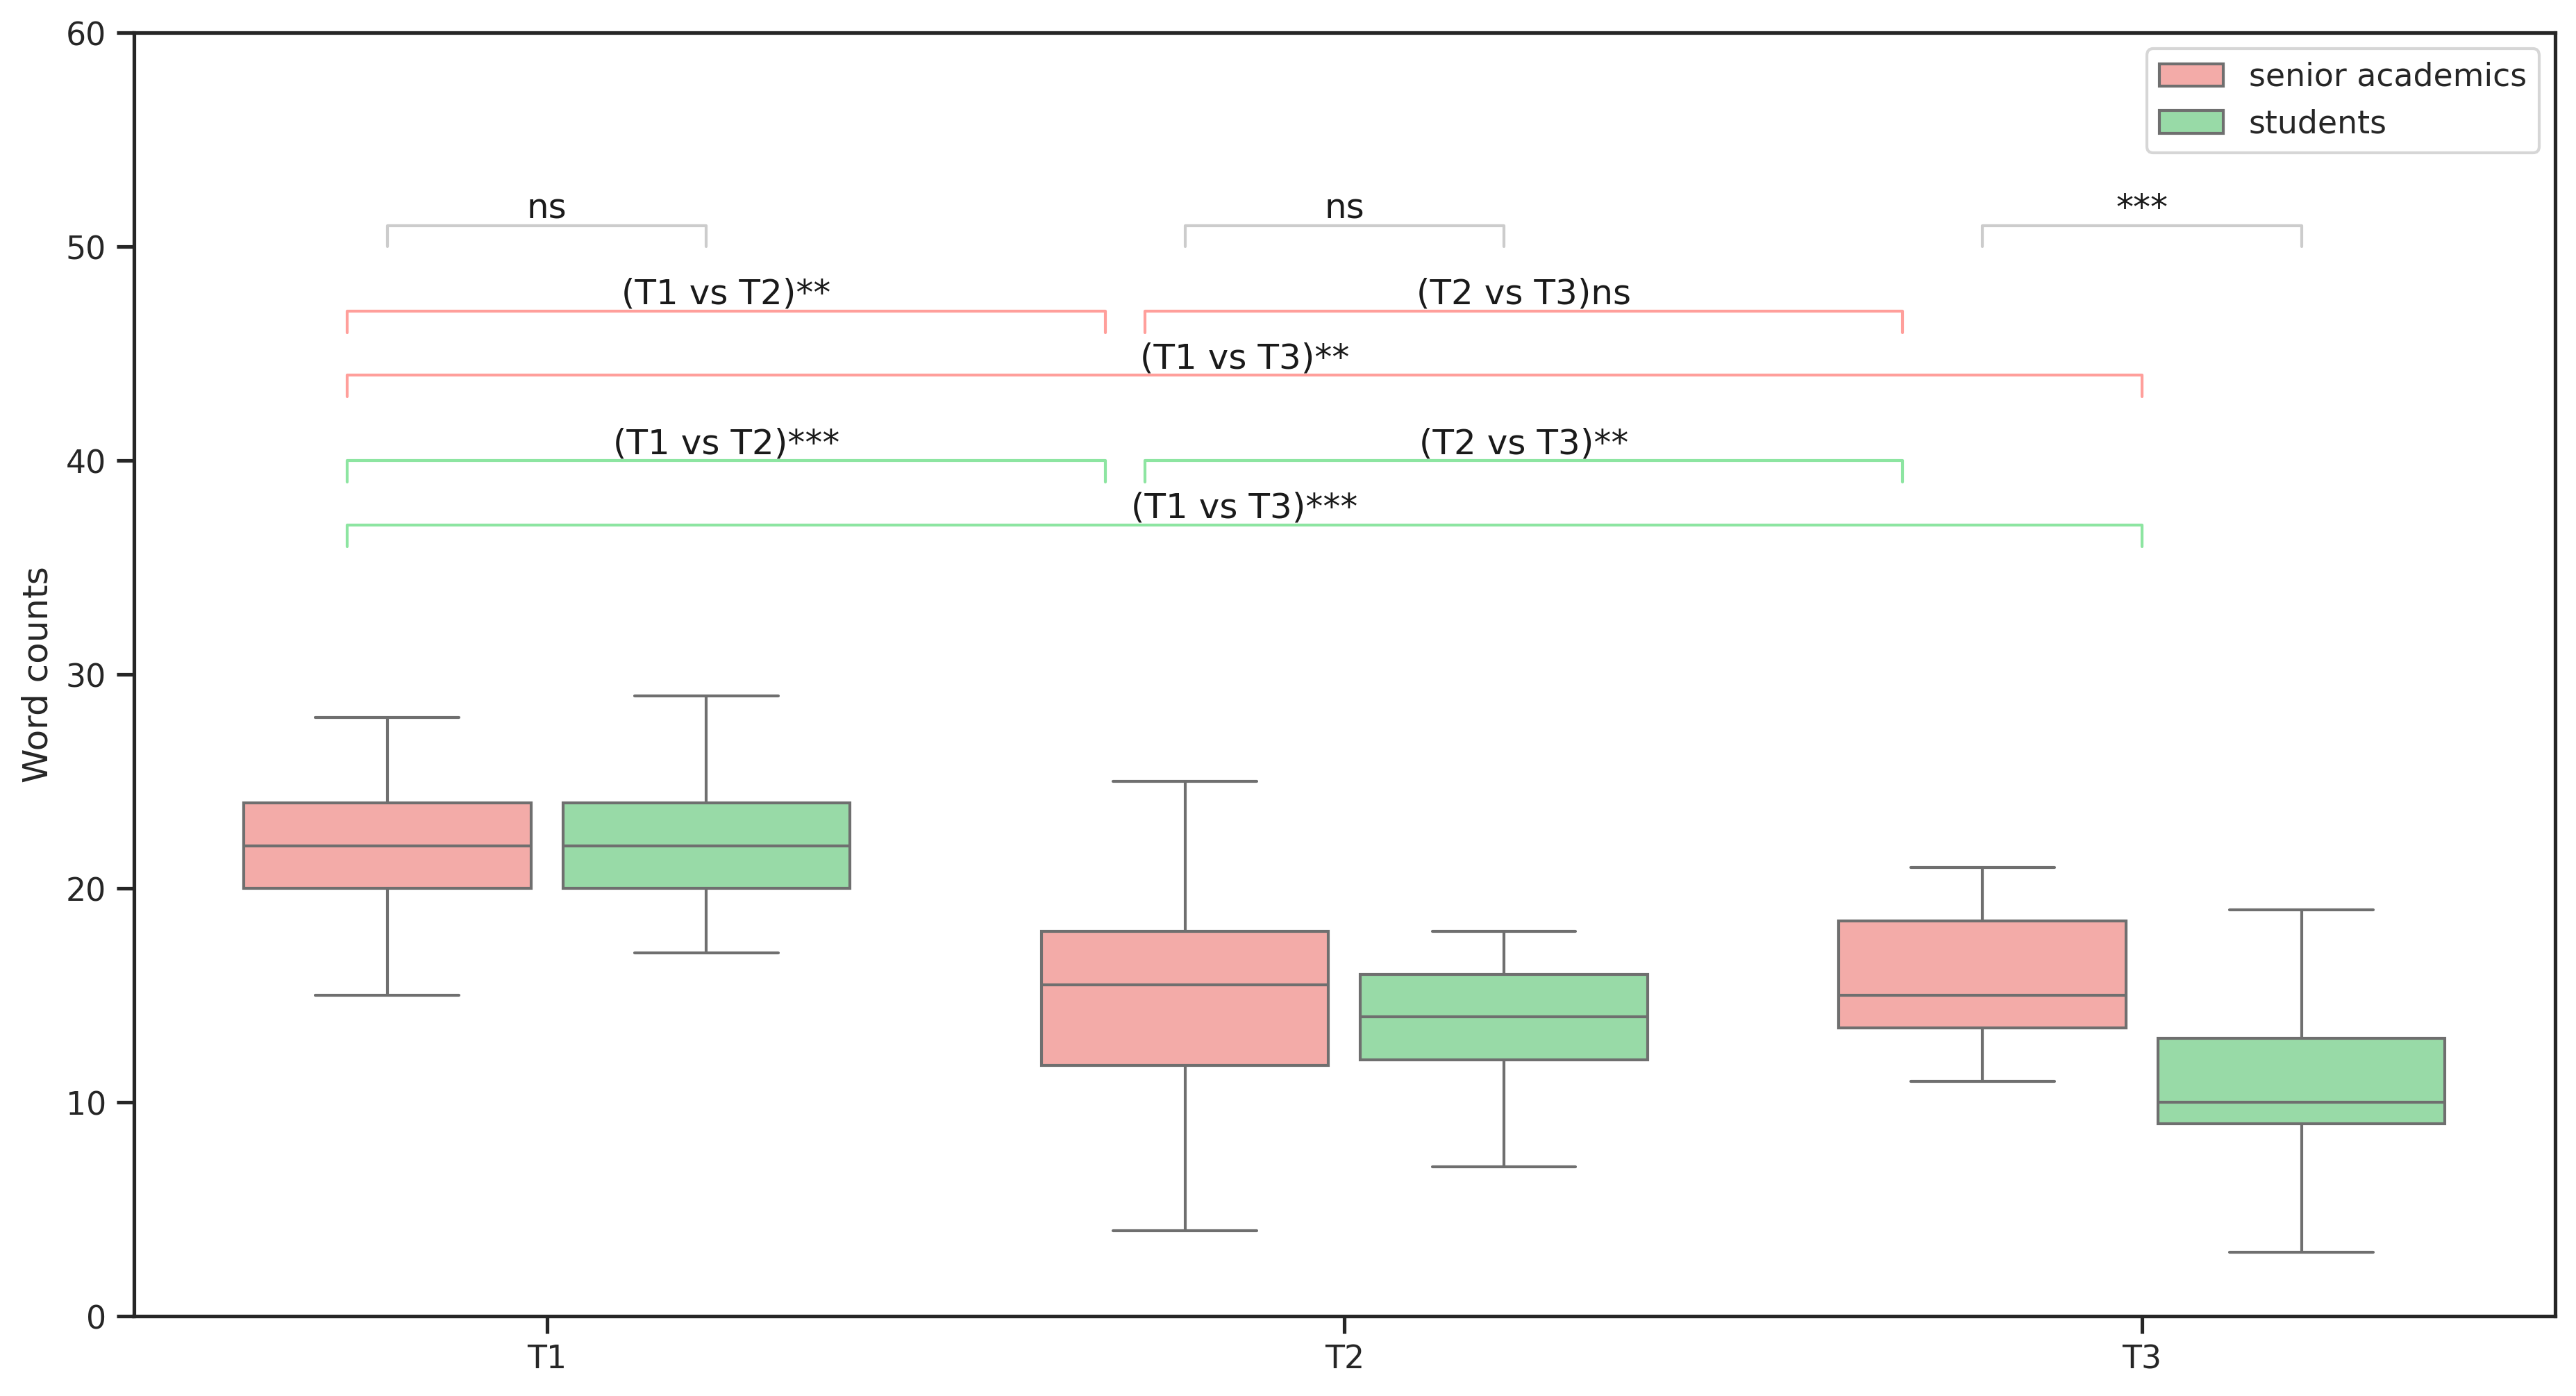 60
senior academics
students
ns
ns
***
50
(T1 vs T2)**
(T2 vs T3)ns
(T1 vs T3)**
(T1 vs T2)***
(T2 vs T3)**
40
(T1 vs T3)***
Word counts
30
20
10
0
T1
T2
T3